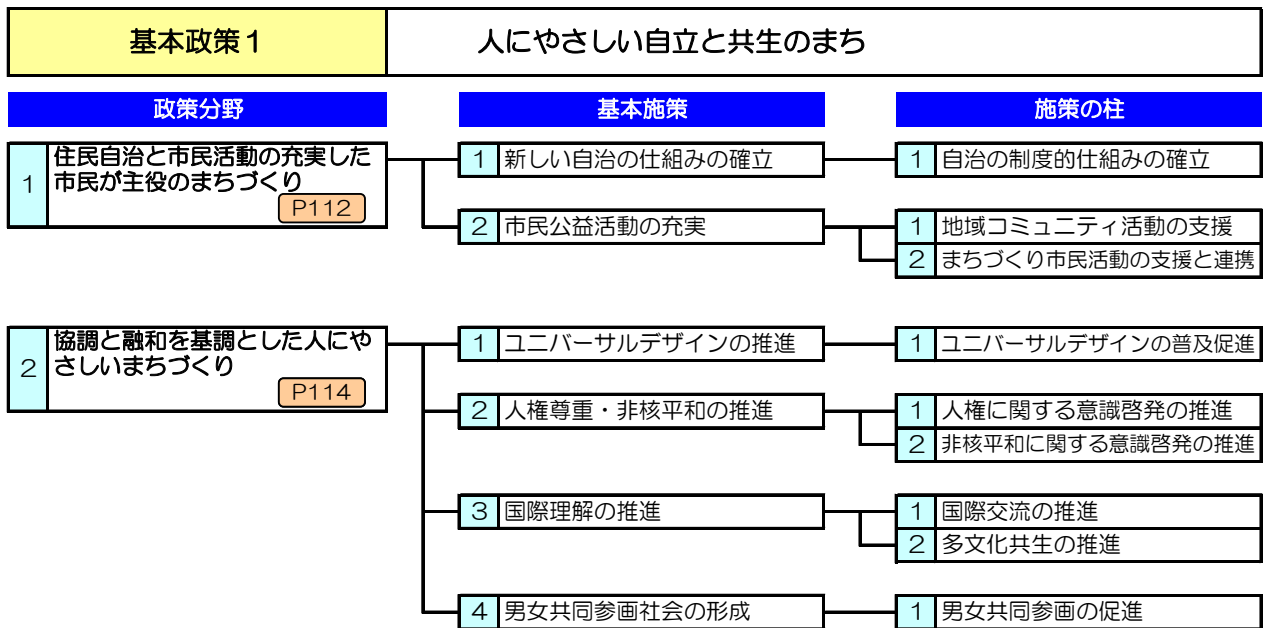 基本政策1 人にやさしい自立と共生のまち
政策分野 基本施策 施策の柱
1 住民自治と市民活動の充実した
市民が主役のまちづくり
P112
1 新しい自治の仕組みの確立
1 自治の制度的仕組みの確立
2 市民公益活動の充実
1 地域コミュニティ活動の支援
2 まちづくり市民活動の支援と連携
2 協調と融和を基調とした人にや
さしいまちづくり
P114
1 ユニバーサルデザインの推進
1 ユニバーサルデザインの普及促進
2 人権尊重・非核平和の推進
1 人権に関する意識啓発の推進
2 非核平和に関する意識啓発の推進
3 国際理解の推進
1 国際交流の推進
2 多文化共生の推進
4 男女共同参画社会の形成
1 男女共同参画の促進